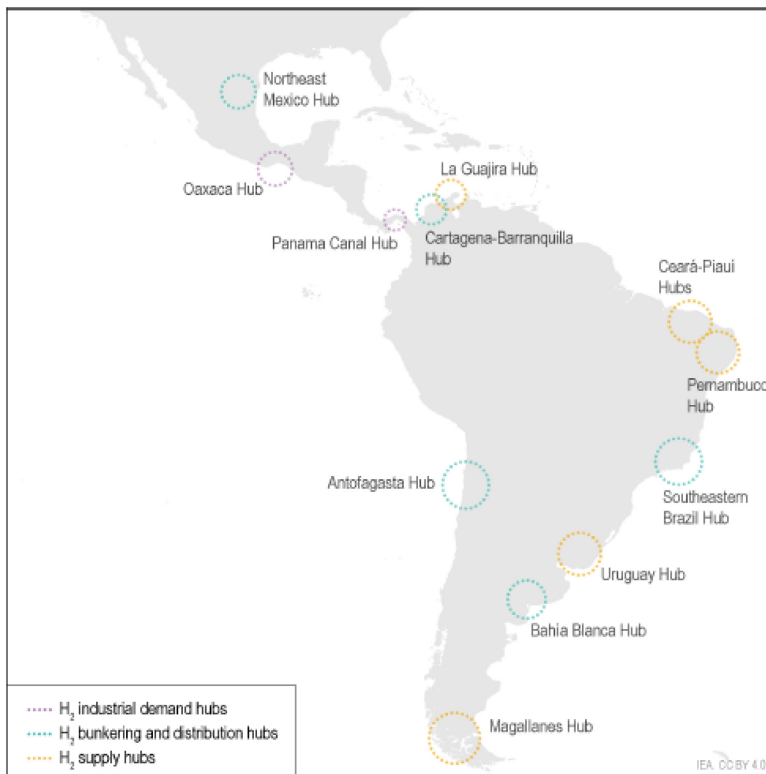 Northeast
Mexico Hub
Oaxaca Hub
La Guajira Hub
Panama Canal Hub
Cartagena-Barranquilla
Hub
Ceará-Piauí
Hubs
Pernambuco
Hub
Antofagasta Hub
Southeastern
Brazil Hub
Uruguay Hub
Bahía Blanca Hub
Magallanes Hub
H₂ industrial demand hubs
H₂ bunkering and distribution hubs
H₂ supply hubs
IEA. CC BY 4.0